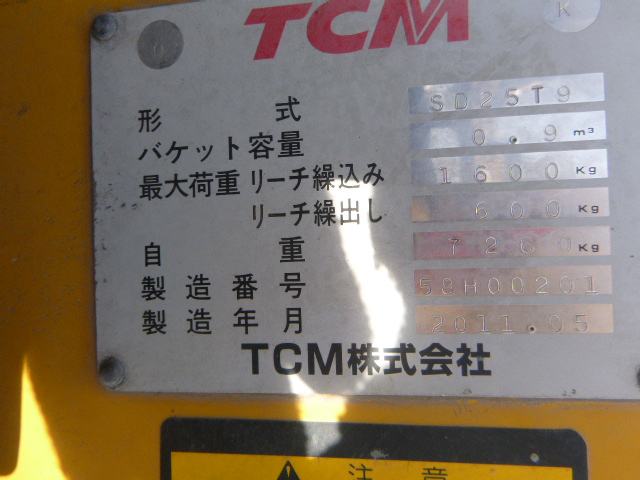 TCM
K
形式 SD25T9
バケット容量 0.9 m³
最大荷重 リーチ繰込み 1600 Kg
リーチ繰出し 600 Kg
自重 7260 Kg
製造番号 58H00201
製造年月 2011.05
TCM株式会社
注意